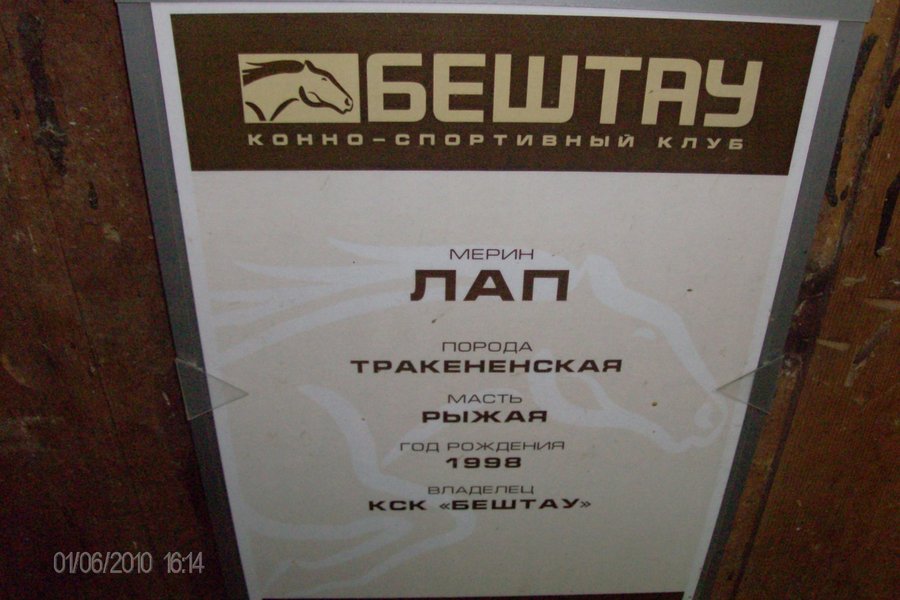 БЕШТАУ
КОННО-СПОРТИВНЫЙ КЛУБ
МЕРИН
ЛАП
ПОРОДА
ТРАКЕНЕНСКАЯ
МАСТЬ
РЫЖАЯ
ГОД РОЖДЕНИЯ
1998
ВЛАДЕЛЕЦ
КСК «БЕШТАУ»
01/06/2010 16:14